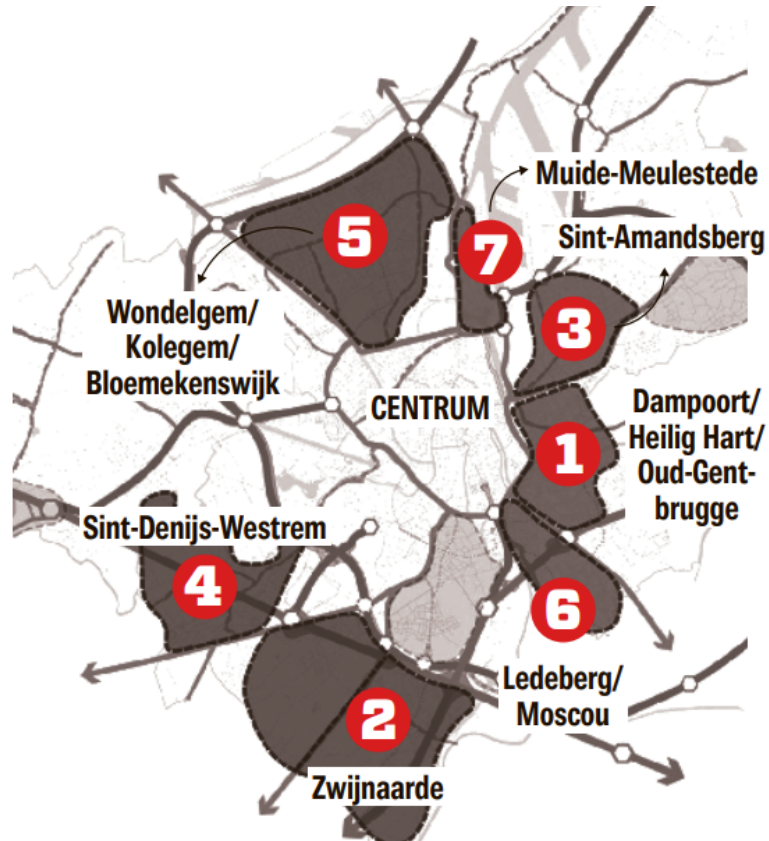 Muide-Meulestede
7
Sint-Amandsberg
5
Wondelgem/
Kolegem/
Bloemekenswijk
3
CENTRUM
Dampoort/
Heilig Hart/
Oud-Gent-
brugge
1
Sint-Denijs-Westrem
4
6
Ledeberg/
Moscou
2
Zwijnaarde